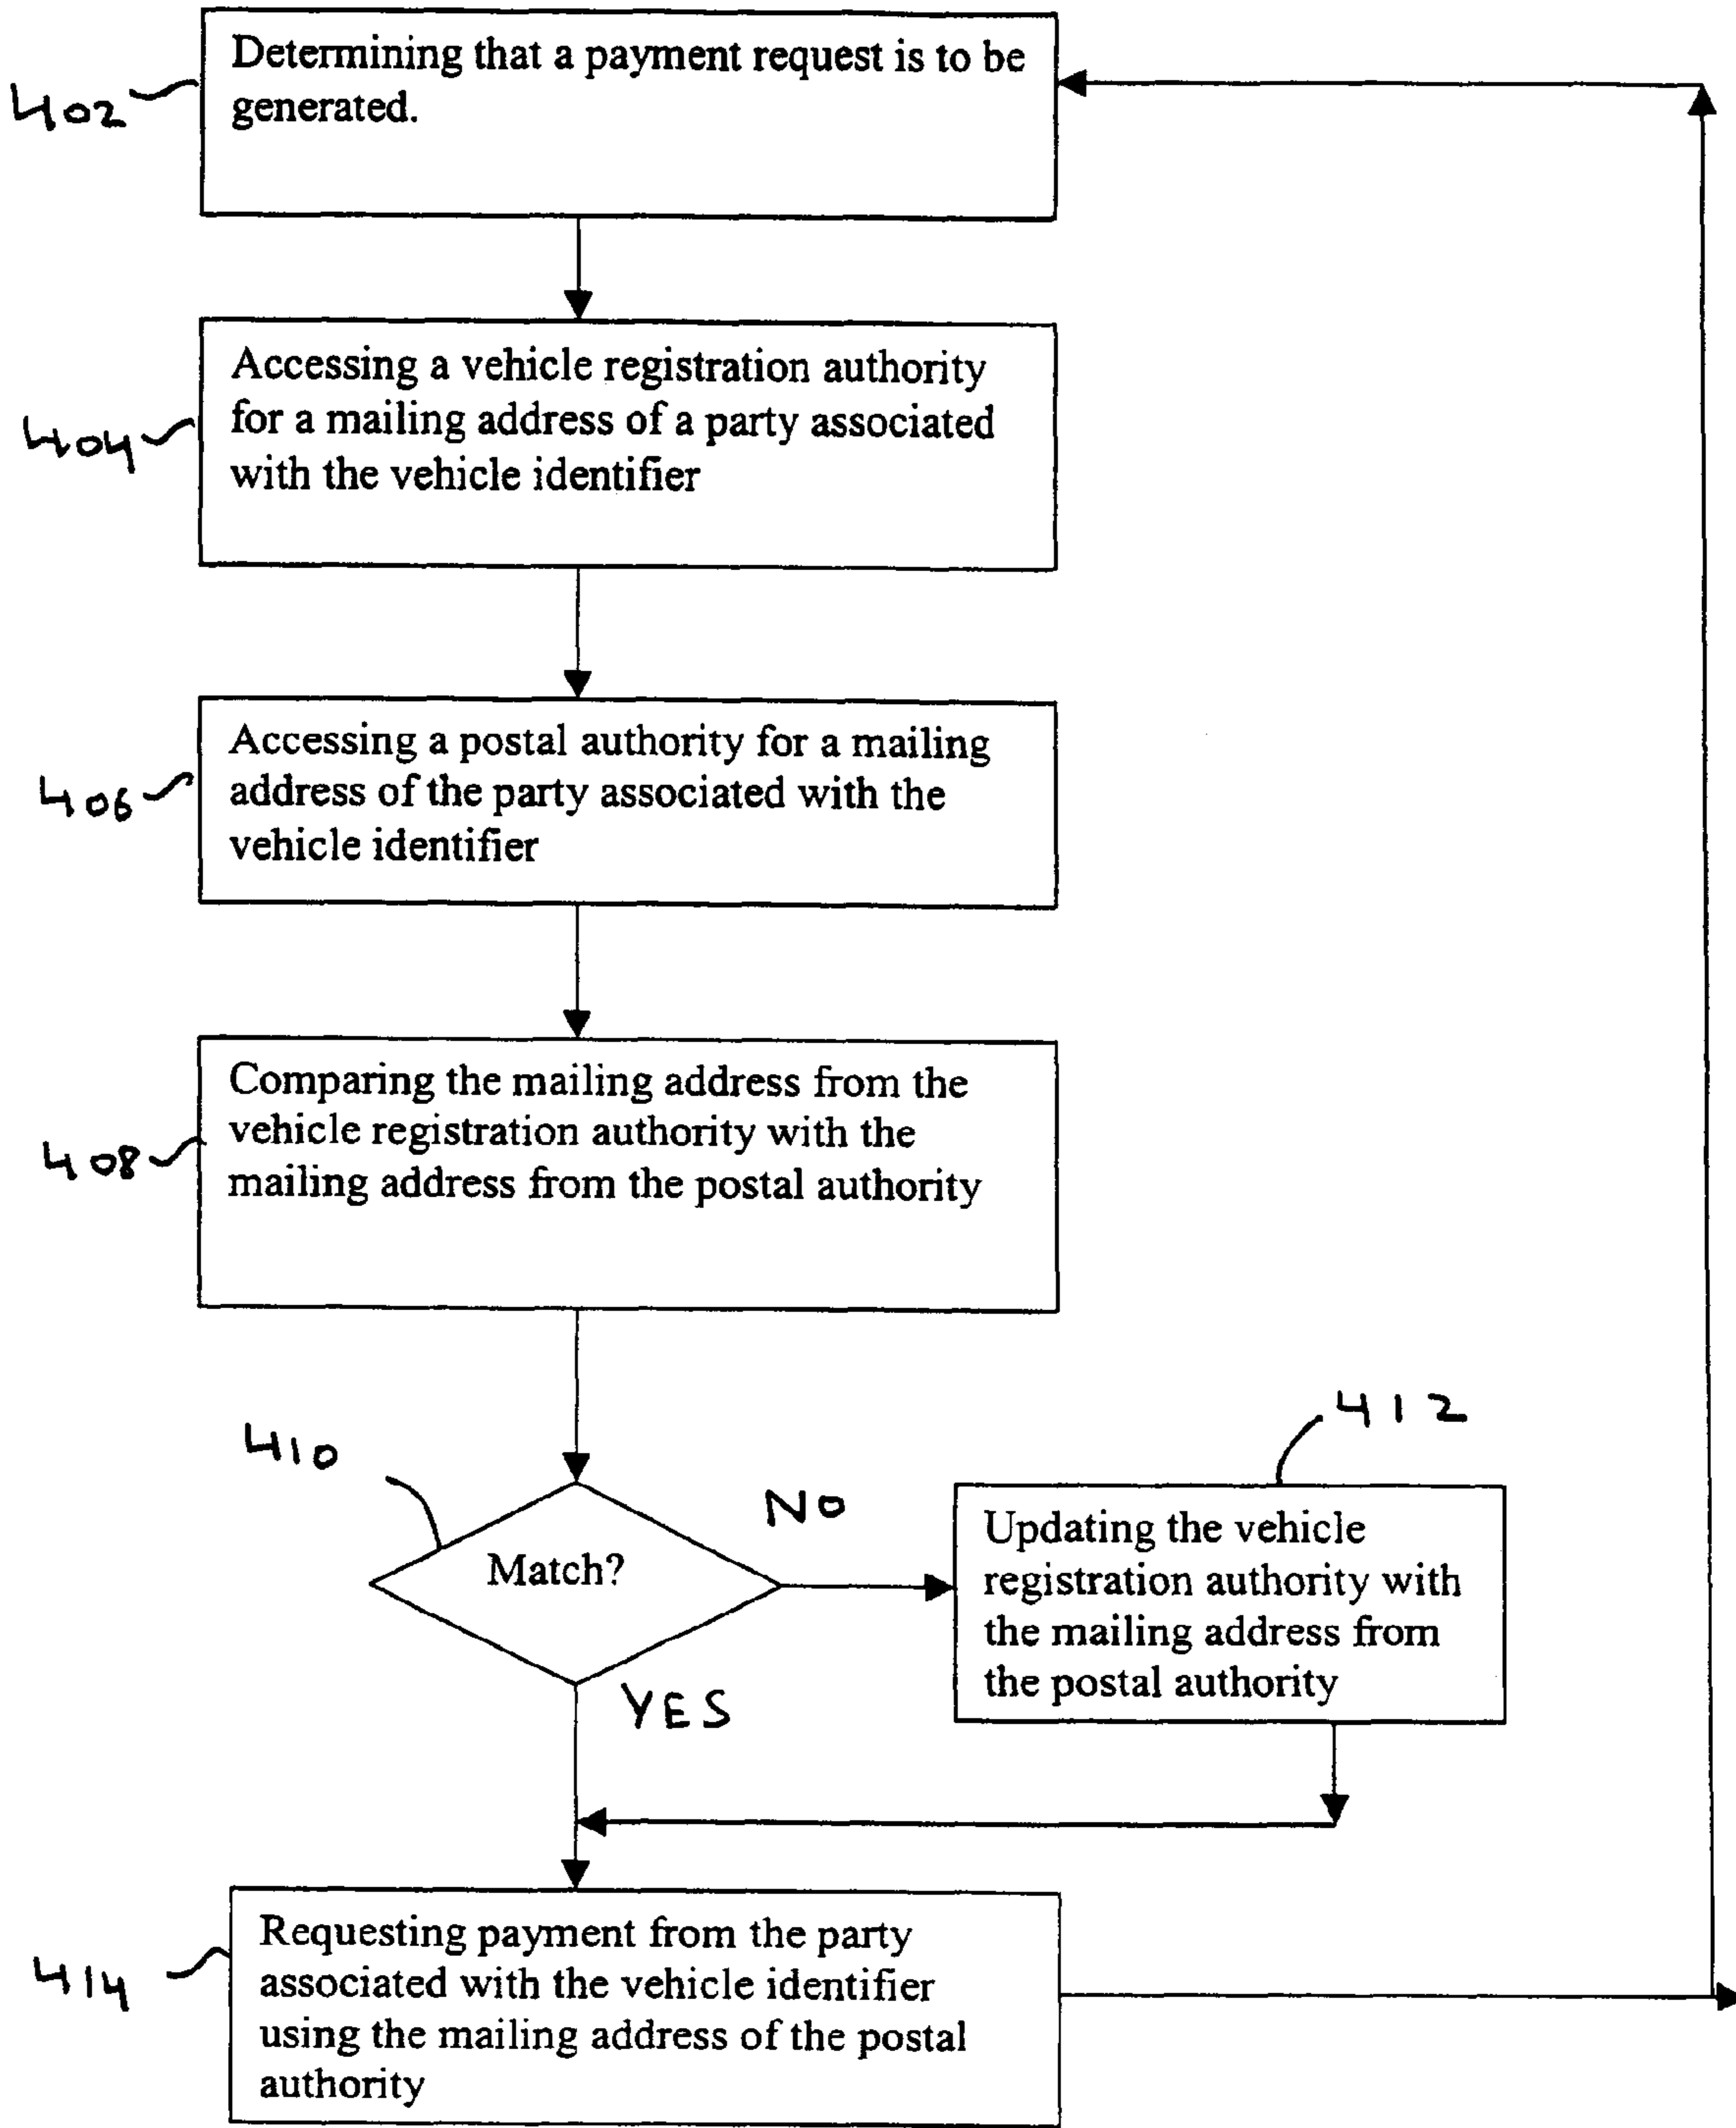 Determining that a payment request is to be
generated.
402
Accessing a vehicle registration authority
for a mailing address of a party associated
with the vehicle identifier
404
Accessing a postal authority for a mailing
address of the party associated with the
vehicle identifier
406
Comparing the mailing address from the
vehicle registration authority with the
mailing address from the postal authority
408
410
Match?
NO
412
Updating the vehicle
registration authority with
the mailing address from
the postal authority
YES
414
Requesting payment from the party
associated with the vehicle identifier
using the mailing address of the postal
authority